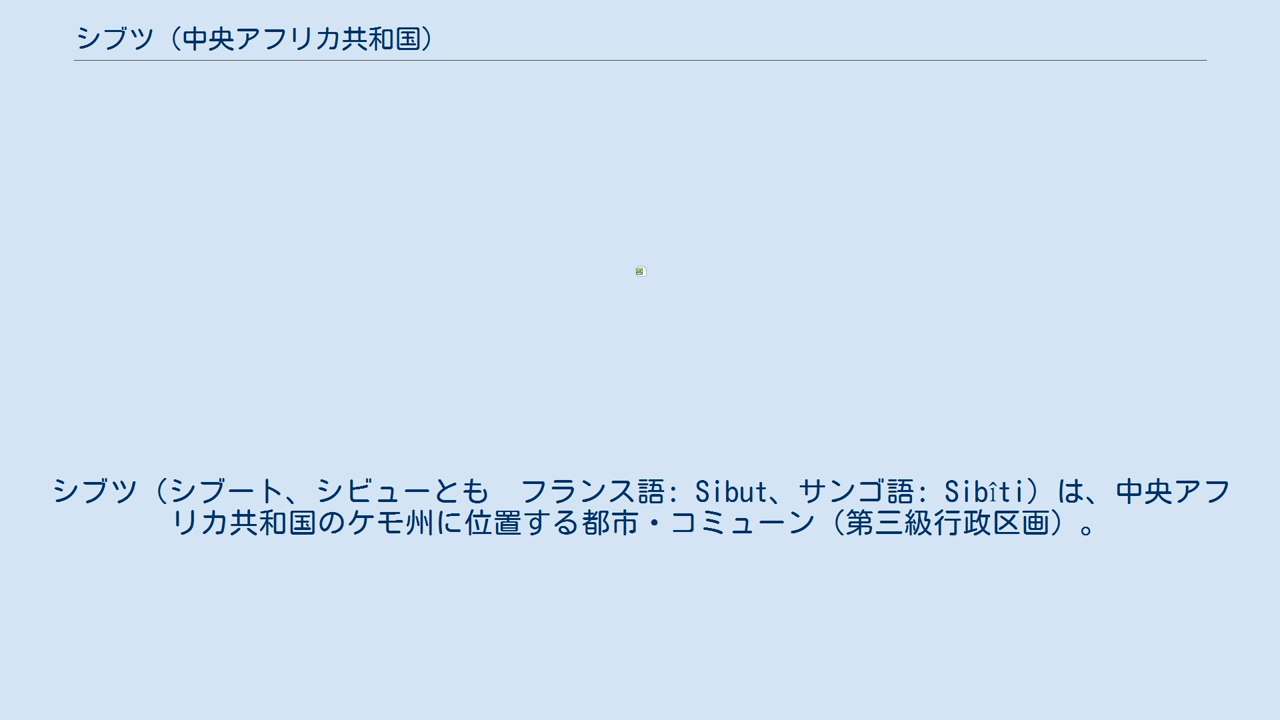 シブツ（中央アフリカ共和国）
シブツ（シブート、シビューとも　フランス語: Sibut、サンゴ語: Sibîti）は、中央アフ
リカ共和国のケモ州に位置する都市・コミューン（第三級行政区画）。